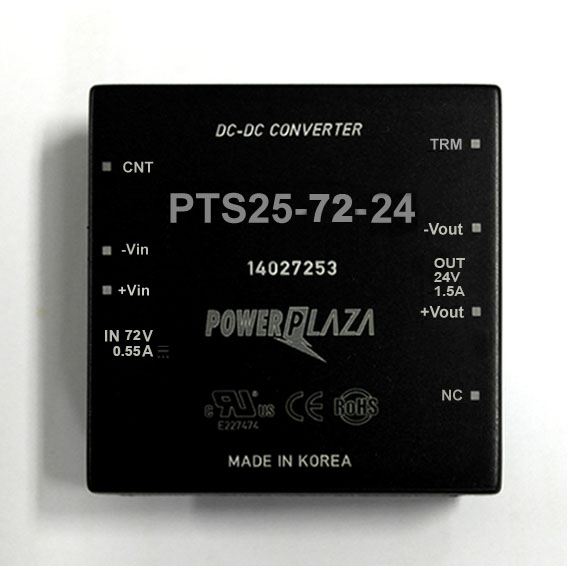 DC-DC CONVERTER
TRM
CNT
PTS25-72-24
-Vout
-Vin
14027253
OUT
24V
1.5A
+Vin
+Vout
POWERPLAZA
IN 72V
0.55A
NC
c RU US CE RoHS
E227474
MADE IN KOREA